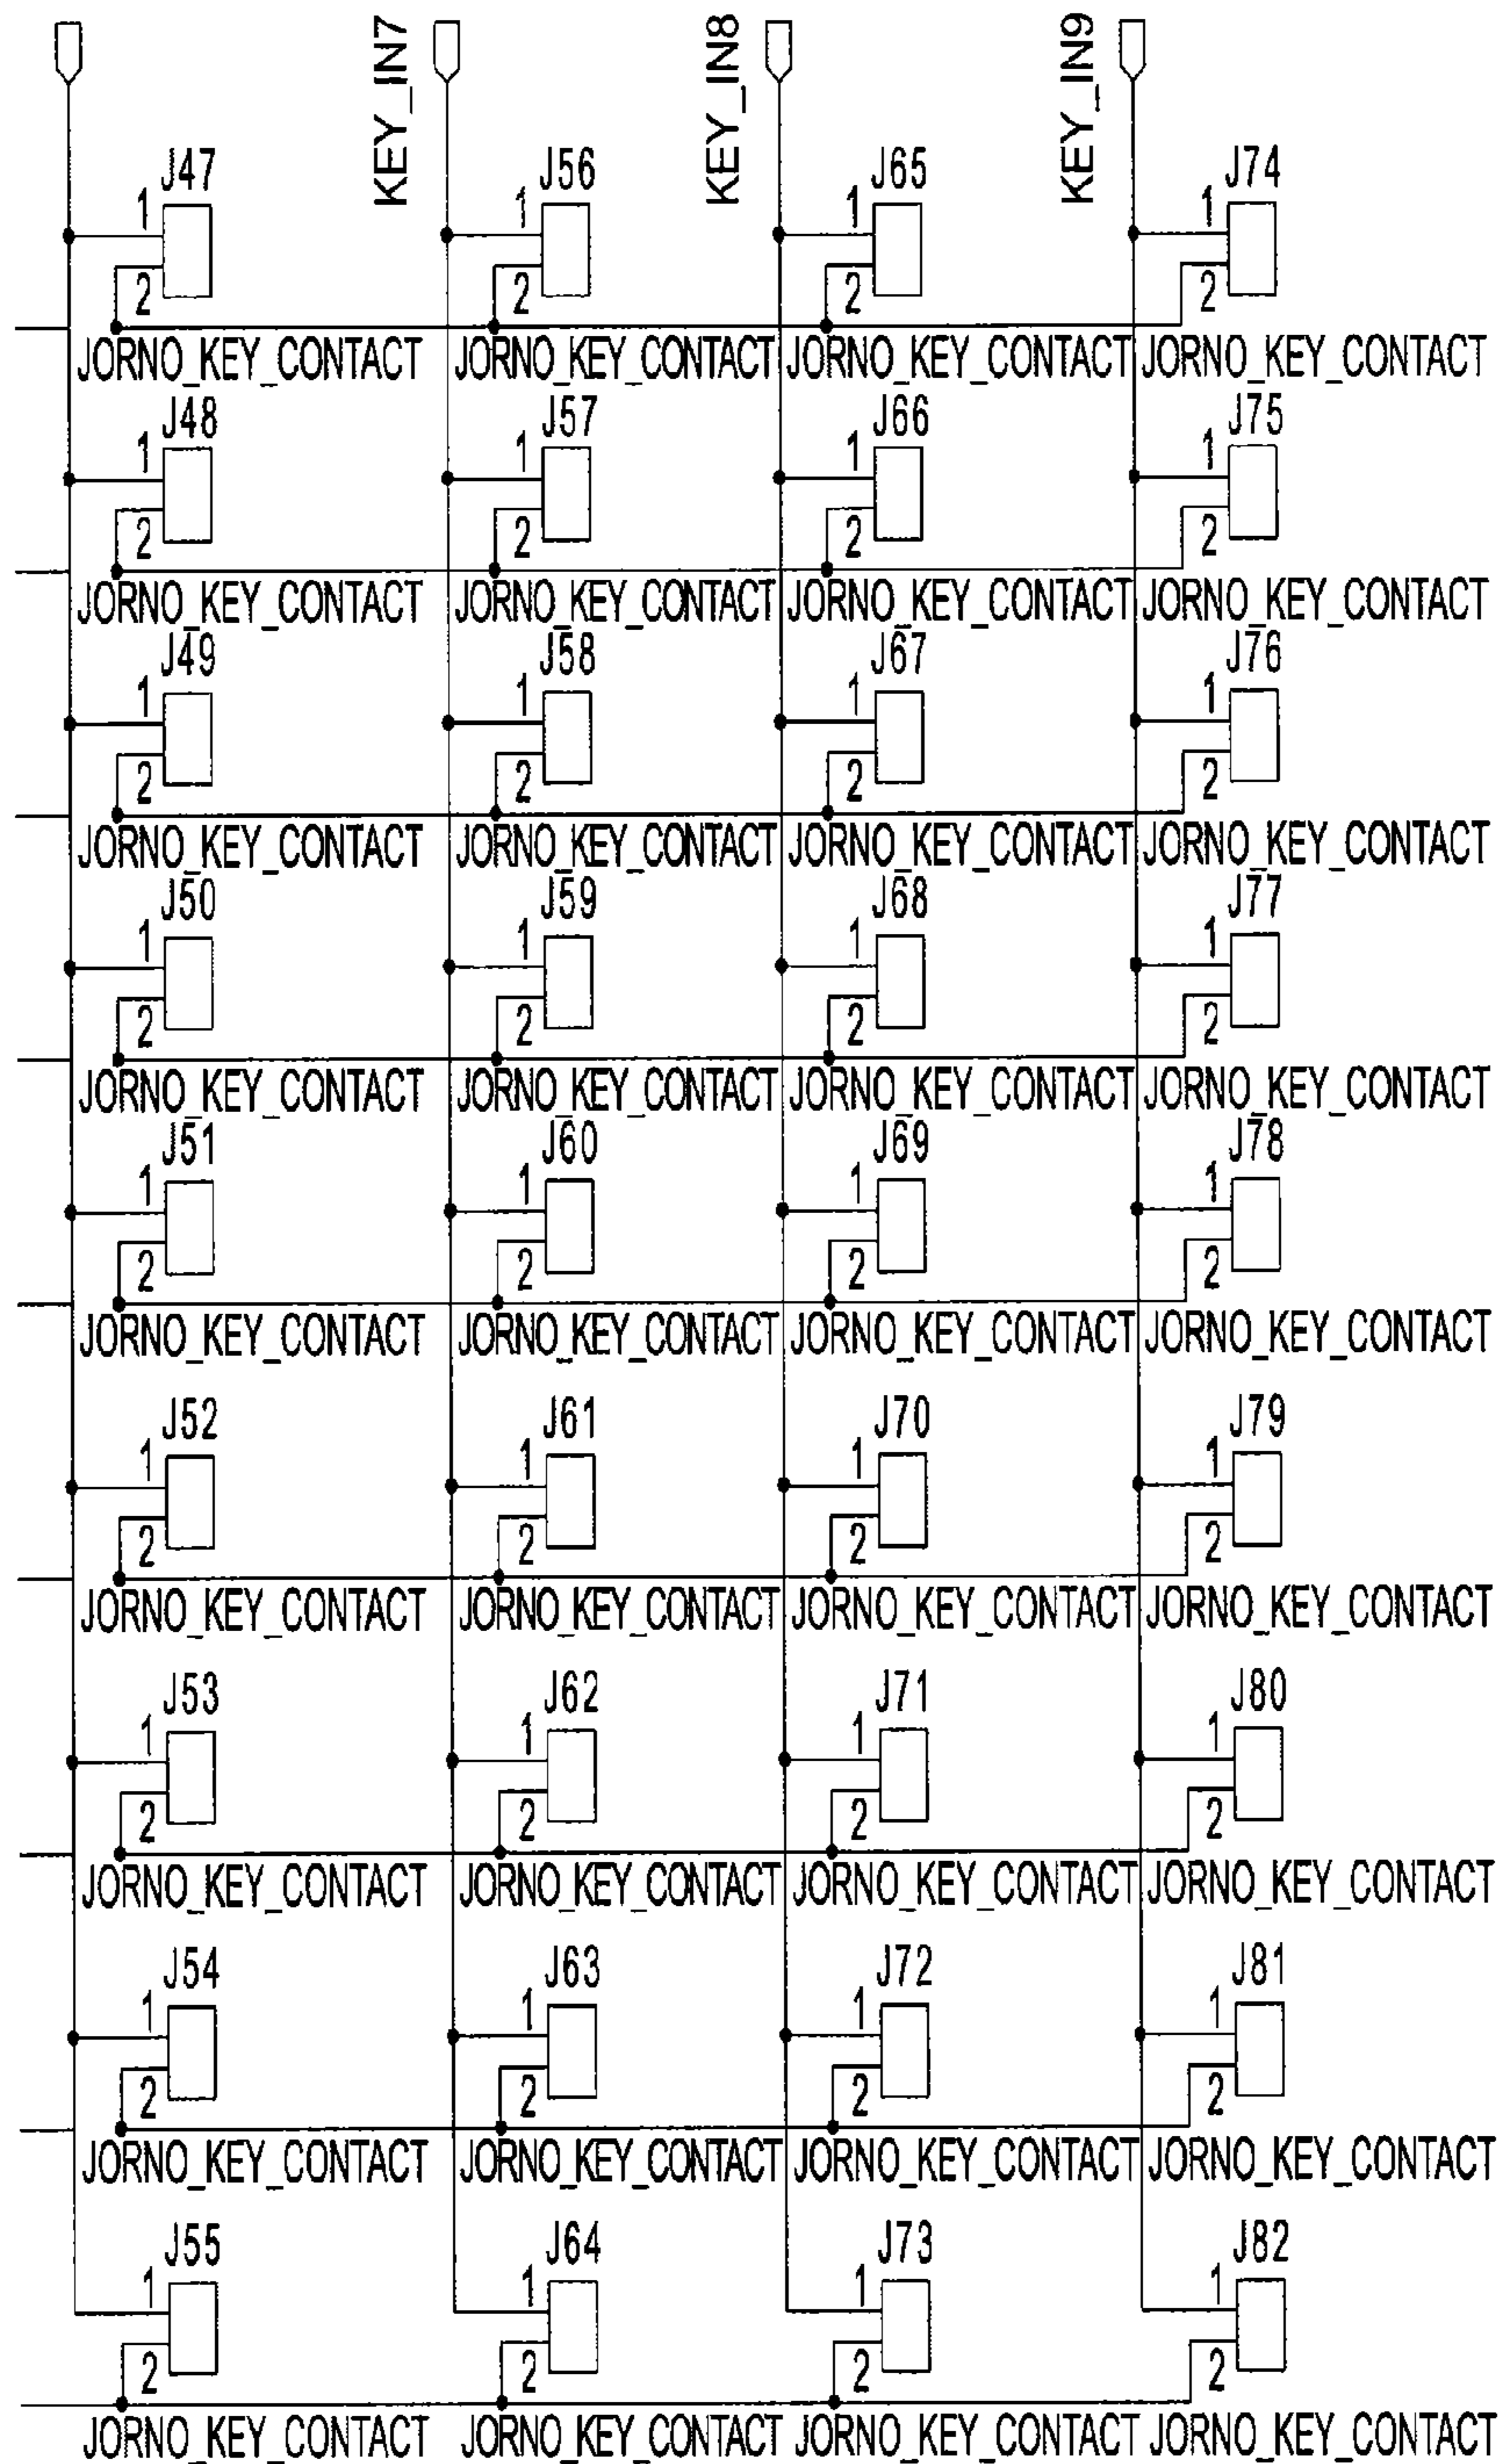 KEY_IN7 KEY_IN8 KEY_IN9
J47 J56 J65 J74
1 1 1 1
2 2 2 2
JORNO_KEY_CONTACT JORNO_KEY_CONTACT JORNO_KEY_CONTACT JORNO_KEY_CONTACT
J48 J57 J66 J75
1 1 1 1
2 2 2 2
JORNO_KEY_CONTACT JORNO_KEY_CONTACT JORNO_KEY_CONTACT JORNO_KEY_CONTACT
J49 J58 J67 J76
1 1 1 1
2 2 2 2
JORNO_KEY_CONTACT JORNO_KEY_CONTACT JORNO_KEY_CONTACT JORNO_KEY_CONTACT
J50 J59 J68 J77
1 1 1 1
2 2 2 2
JORNO_KEY_CONTACT JORNO_KEY_CONTACT JORNO_KEY_CONTACT JORNO_KEY_CONTACT
J51 J60 J69 J78
1 1 1 1
2 2 2 2
JORNO_KEY_CONTACT JORNO_KEY_CONTACT JORNO_KEY_CONTACT JORNO_KEY_CONTACT
J52 J61 J70 J79
1 1 1 1
2 2 2 2
JORNO_KEY_CONTACT JORNO_KEY_CONTACT JORNO_KEY_CONTACT JORNO_KEY_CONTACT
J53 J62 J71 J80
1 1 1 1
2 2 2 2
JORNO_KEY_CONTACT JORNO_KEY_CONTACT JORNO_KEY_CONTACT JORNO_KEY_CONTACT
J54 J63 J72 J81
1 1 1 1
2 2 2 2
JORNO_KEY_CONTACT JORNO_KEY_CONTACT JORNO_KEY_CONTACT JORNO_KEY_CONTACT
J55 J64 J73 J82
1 1 1 1
2 2 2 2
JORNO_KEY_CONTACT JORNO_KEY_CONTACT JORNO_KEY_CONTACT JORNO_KEY_CONTACT